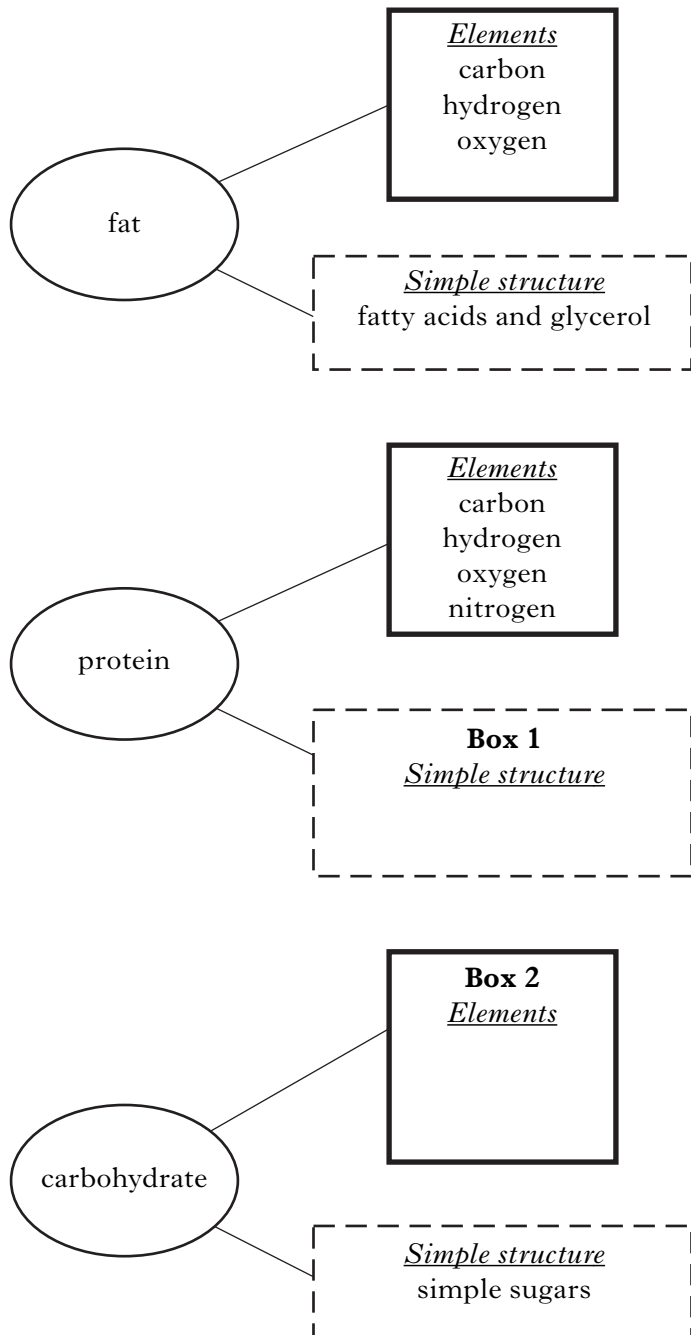 Elements
carbon
hydrogen
oxygen
fat
Simple structure
fatty acids and glycerol
Elements
carbon
hydrogen
oxygen
nitrogen
protein
Box 1
Simple structure
Box 2
Elements
carbohydrate
Simple structure
simple sugars